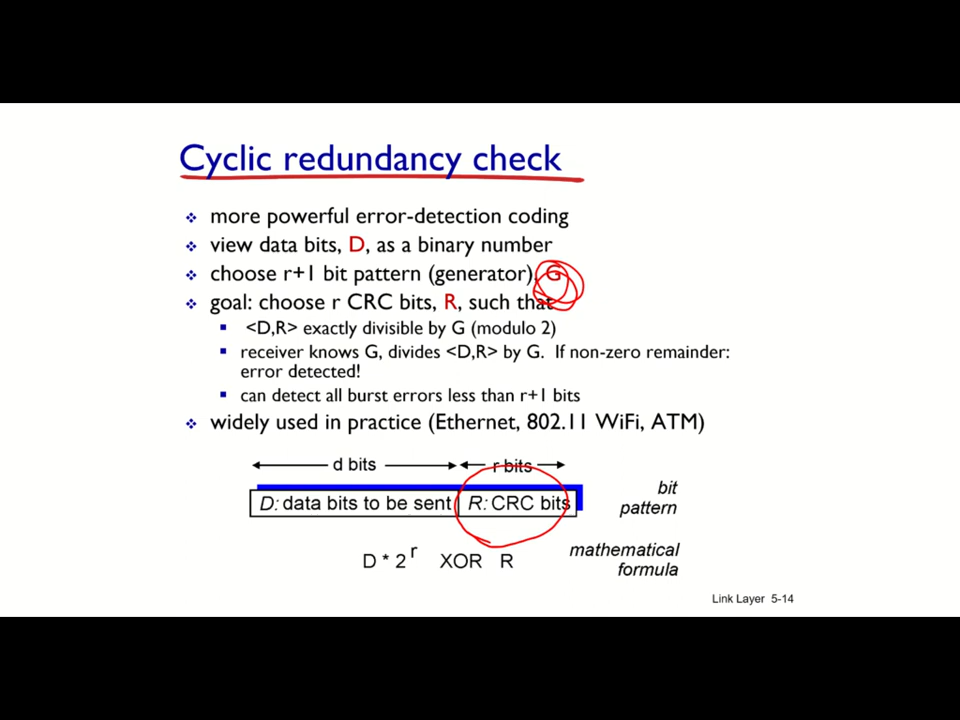 Cyclic redundancy check
❖ more powerful error-detection coding
❖ view data bits, D, as a binary number
❖ choose r+1 bit pattern (generator), G
❖ goal: choose r CRC bits, R, such that
▪ <D,R> exactly divisible by G (modulo 2)
▪ receiver knows G, divides <D,R> by G. If non-zero remainder:
error detected!
▪ can detect all burst errors less than r+1 bits
❖ widely used in practice (Ethernet, 802.11 WiFi, ATM)
d bits r bits
D: data bits to be sent R: CRC bits
bit
pattern
D * 2^r XOR R
mathematical
formula
Link Layer 5-14